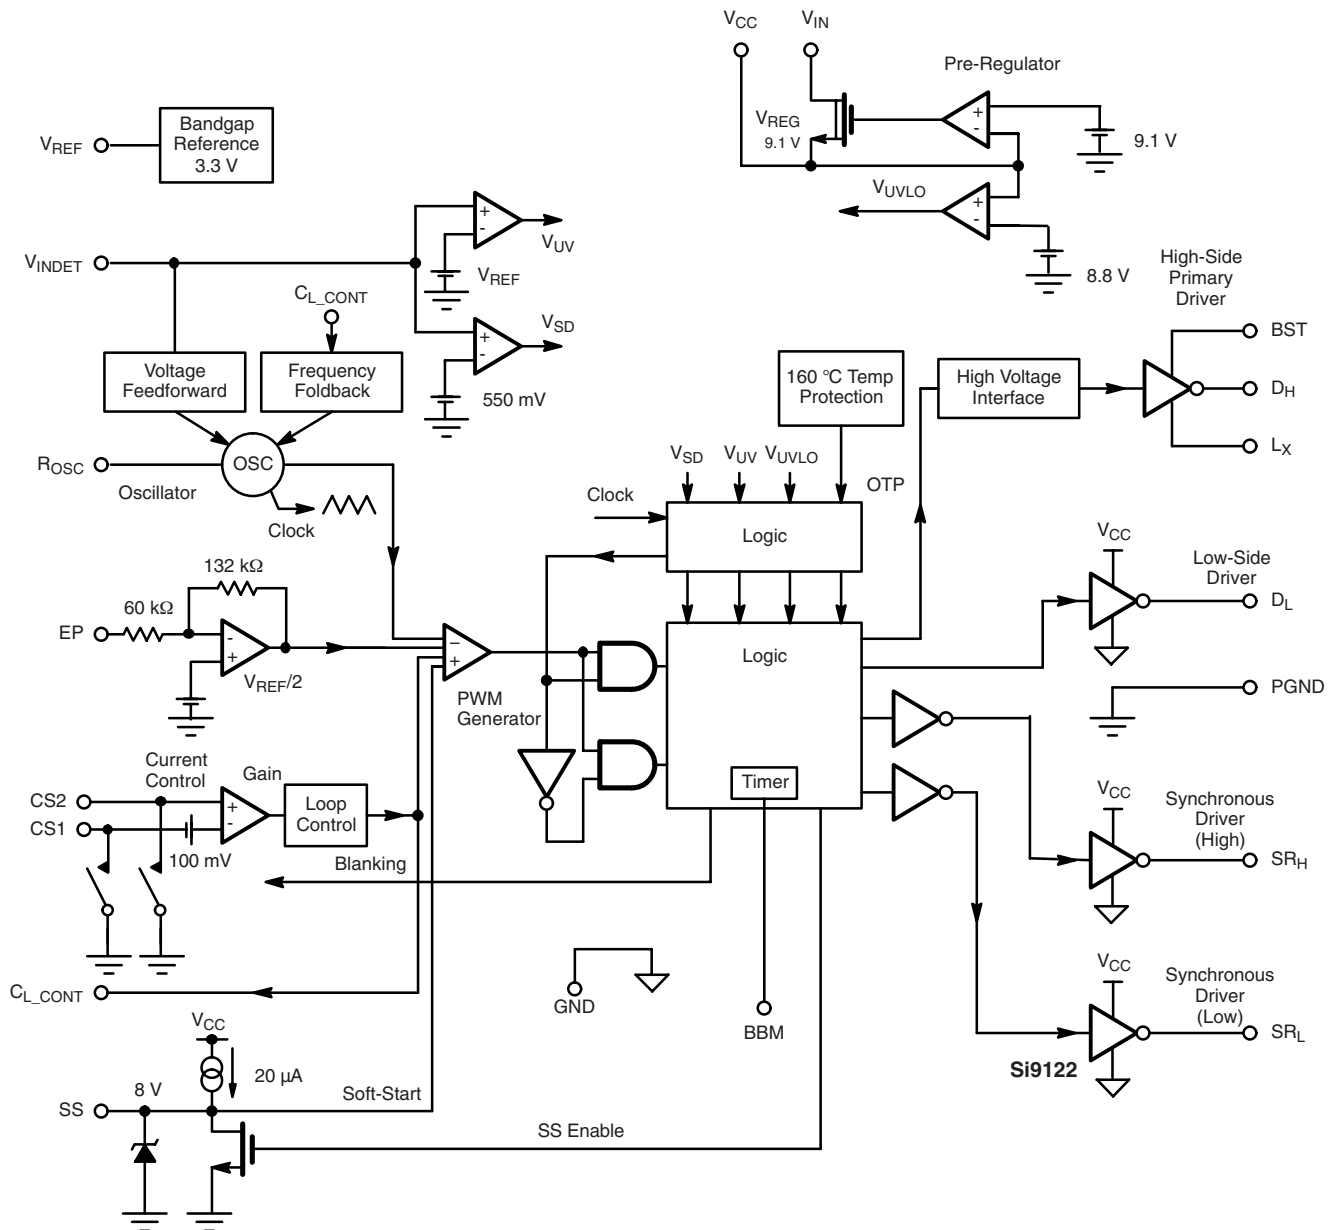 VCC
VIN
Pre-Regulator
VREG
9.1 V
+
-
9.1 V
VUVLO
+
-
8.8 V
VREF
Bandgap
Reference
3.3 V
VINDET
+
-
VUV
VREF
CL_CONT
VSD
+
-
550 mV
Voltage
Feedforward
Frequency
Foldback
ROSC
OSC
Oscillator
Clock
160 °C Temp
Protection
High Voltage
Interface
High-Side
Primary
Driver
BST
DH
LX
VSD
VUV
VUVLO
OTP
Clock
Logic
132 kΩ
60 kΩ
EP
-
+
VREF/2
−
+
PWM
Generator
Logic
Timer
VCC
Low-Side
Driver
DL
PGND
Current
Control
Gain
CS2
CS1
+
-
100 mV
Loop
Control
Blanking
VCC
Synchronous
Driver
(High)
SRH
CL_CONT
GND
BBM
VCC
Synchronous
Driver
(Low)
SRL
Si9122
VCC
20 µA
8 V
SS
Soft-Start
SS Enable